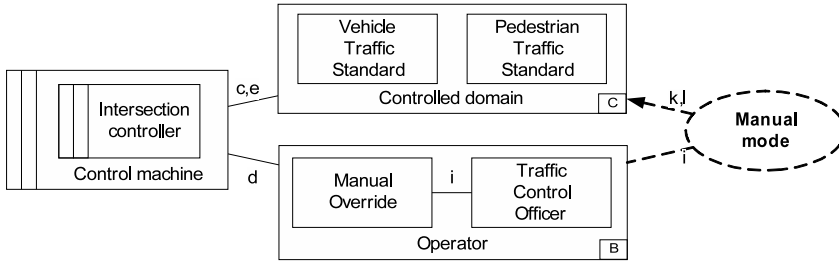 Vehicle
Traffic
Standard
Pedestrian
Traffic
Standard
Controlled domain
C
c,e
Intersection
controller
Control machine
k,l
Manual
mode
i
d
Manual
Override
i
Traffic
Control
Officer
Operator
B